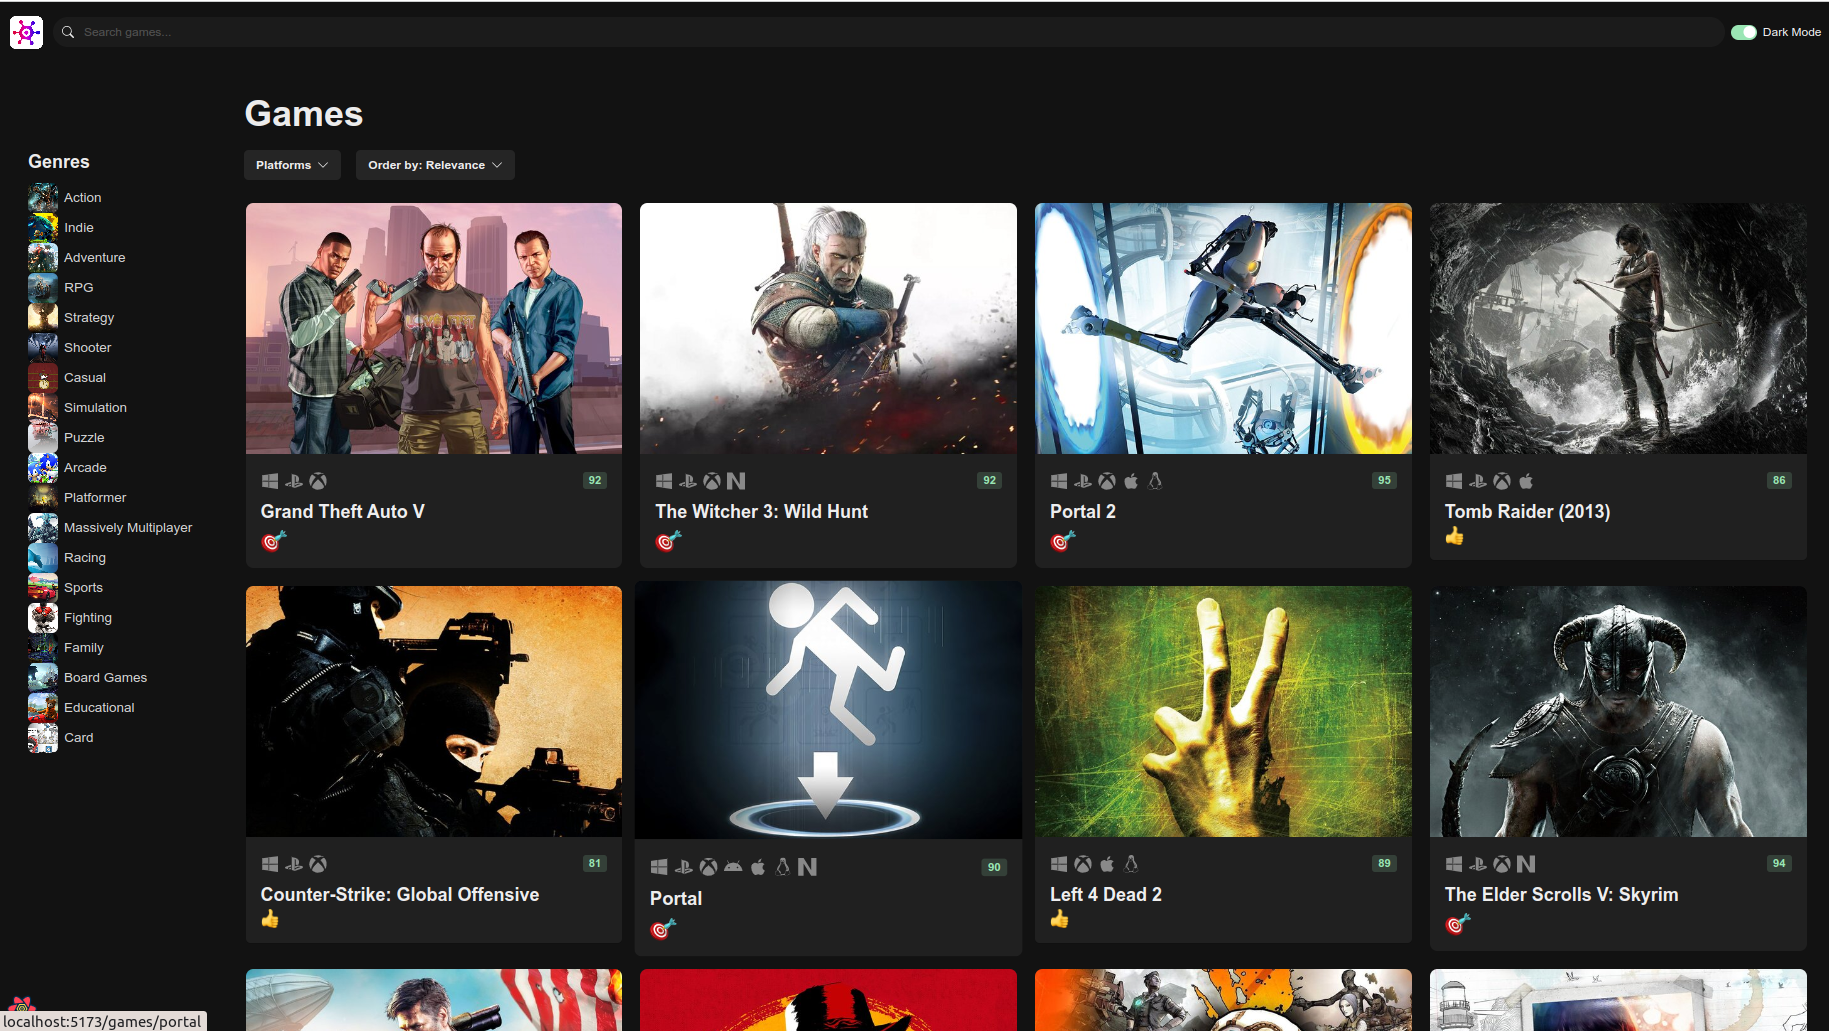 Search games...
Dark Mode
Games
Platforms
Order by: Relevance
Genres
Action
Indie
Adventure
RPG
Strategy
Shooter
Casual
Simulation
Puzzle
Arcade
Platformer
Massively Multiplayer
Racing
Sports
Fighting
Family
Board Games
Educational
Card
92
Grand Theft Auto V
92
The Witcher 3: Wild Hunt
95
Portal 2
86
Tomb Raider (2013)
81
Counter-Strike: Global Offensive
90
Portal
89
Left 4 Dead 2
94
The Elder Scrolls V: Skyrim
localhost:5173/games/portal